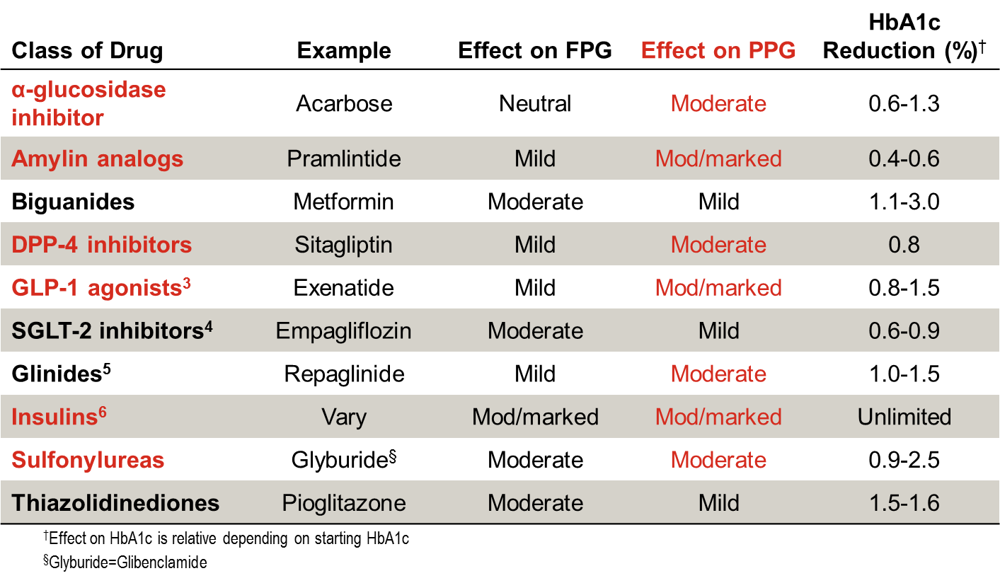 Class of Drug Example Effect on FPG Effect on PPG HbA1c Reduction (%)†
α-glucosidase inhibitor Acarbose Neutral Moderate 0.6-1.3
Amylin analogs Pramlintide Mild Mod/marked 0.4-0.6
Biguanides Metformin Moderate Mild 1.1-3.0
DPP-4 inhibitors Sitagliptin Mild Moderate 0.8
GLP-1 agonists³ Exenatide Mild Mod/marked 0.8-1.5
SGLT-2 inhibitors⁴ Empagliflozin Moderate Mild 0.6-0.9
Glinides⁵ Repaglinide Mild Moderate 1.0-1.5
Insulins⁶ Vary Mod/marked Mod/marked Unlimited
Sulfonylureas Glyburide§ Moderate Moderate 0.9-2.5
Thiazolidinediones Pioglitazone Moderate Mild 1.5-1.6
†Effect on HbA1c is relative depending on starting HbA1c
§Glyburide=Glibenclamide